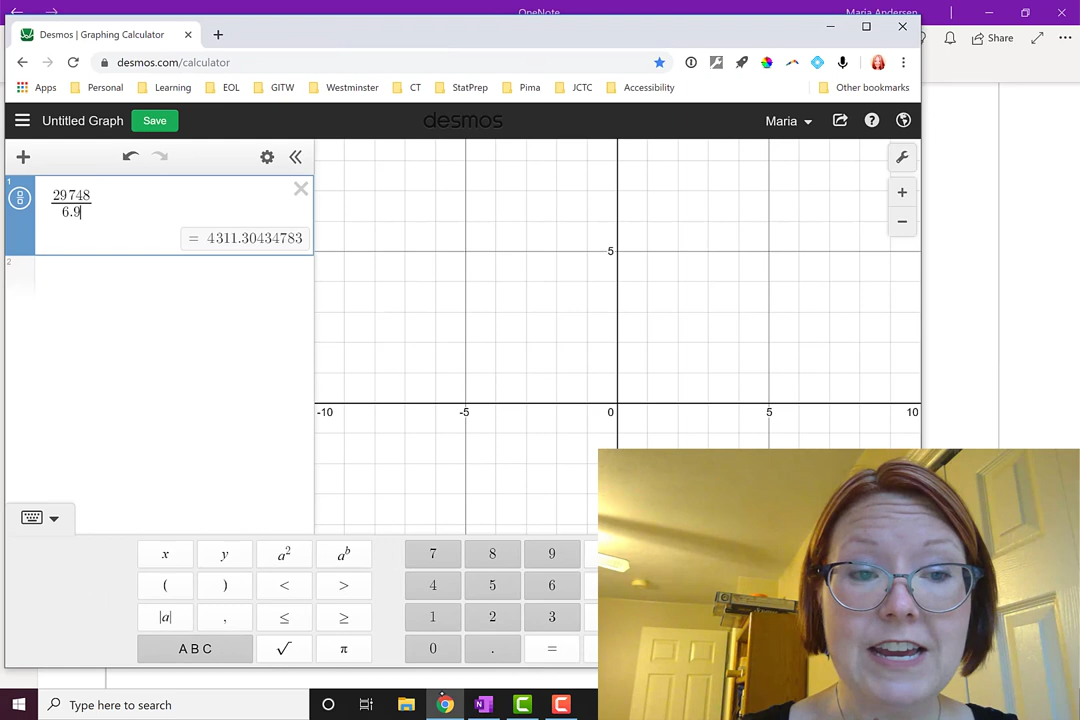 OneNote
Maria Andersen
Desmos | Graphing Calculator
Share
desmos.com/calculator
Apps Personal Learning EOL GITW Westminster CT StatPrep Pima JCTC Accessibility Other bookmarks
Untitled Graph Save desmos Maria
1
29748
6.9
= 4311.30434783
2
5
-10 -5 0 5 10
x y a² aᵇ 7 8 9
( ) < > 4 5 6
|a| , ≤ ≥ 1 2 3
A B C √ π 0 . =
Type here to search